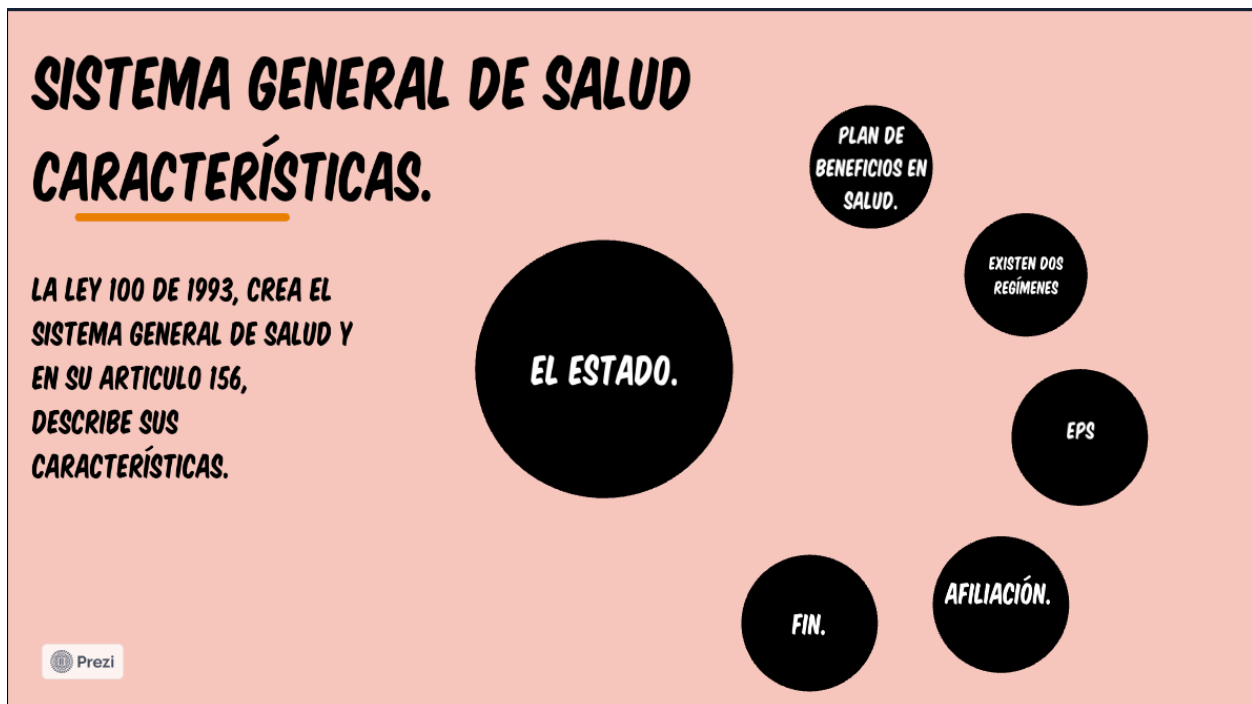 SISTEMA GENERAL DE SALUD
CARACTERÍSTICAS.
LA LEY 100 DE 1993, CREA EL
SISTEMA GENERAL DE SALUD Y
EN SU ARTICULO 156,
DESCRIBE SUS
CARACTERÍSTICAS.
EL ESTADO.
PLAN DE
BENEFICIOS EN
SALUD.
EXISTEN DOS
REGÍMENES
EPS
AFILIACIÓN.
FIN.
Prezi